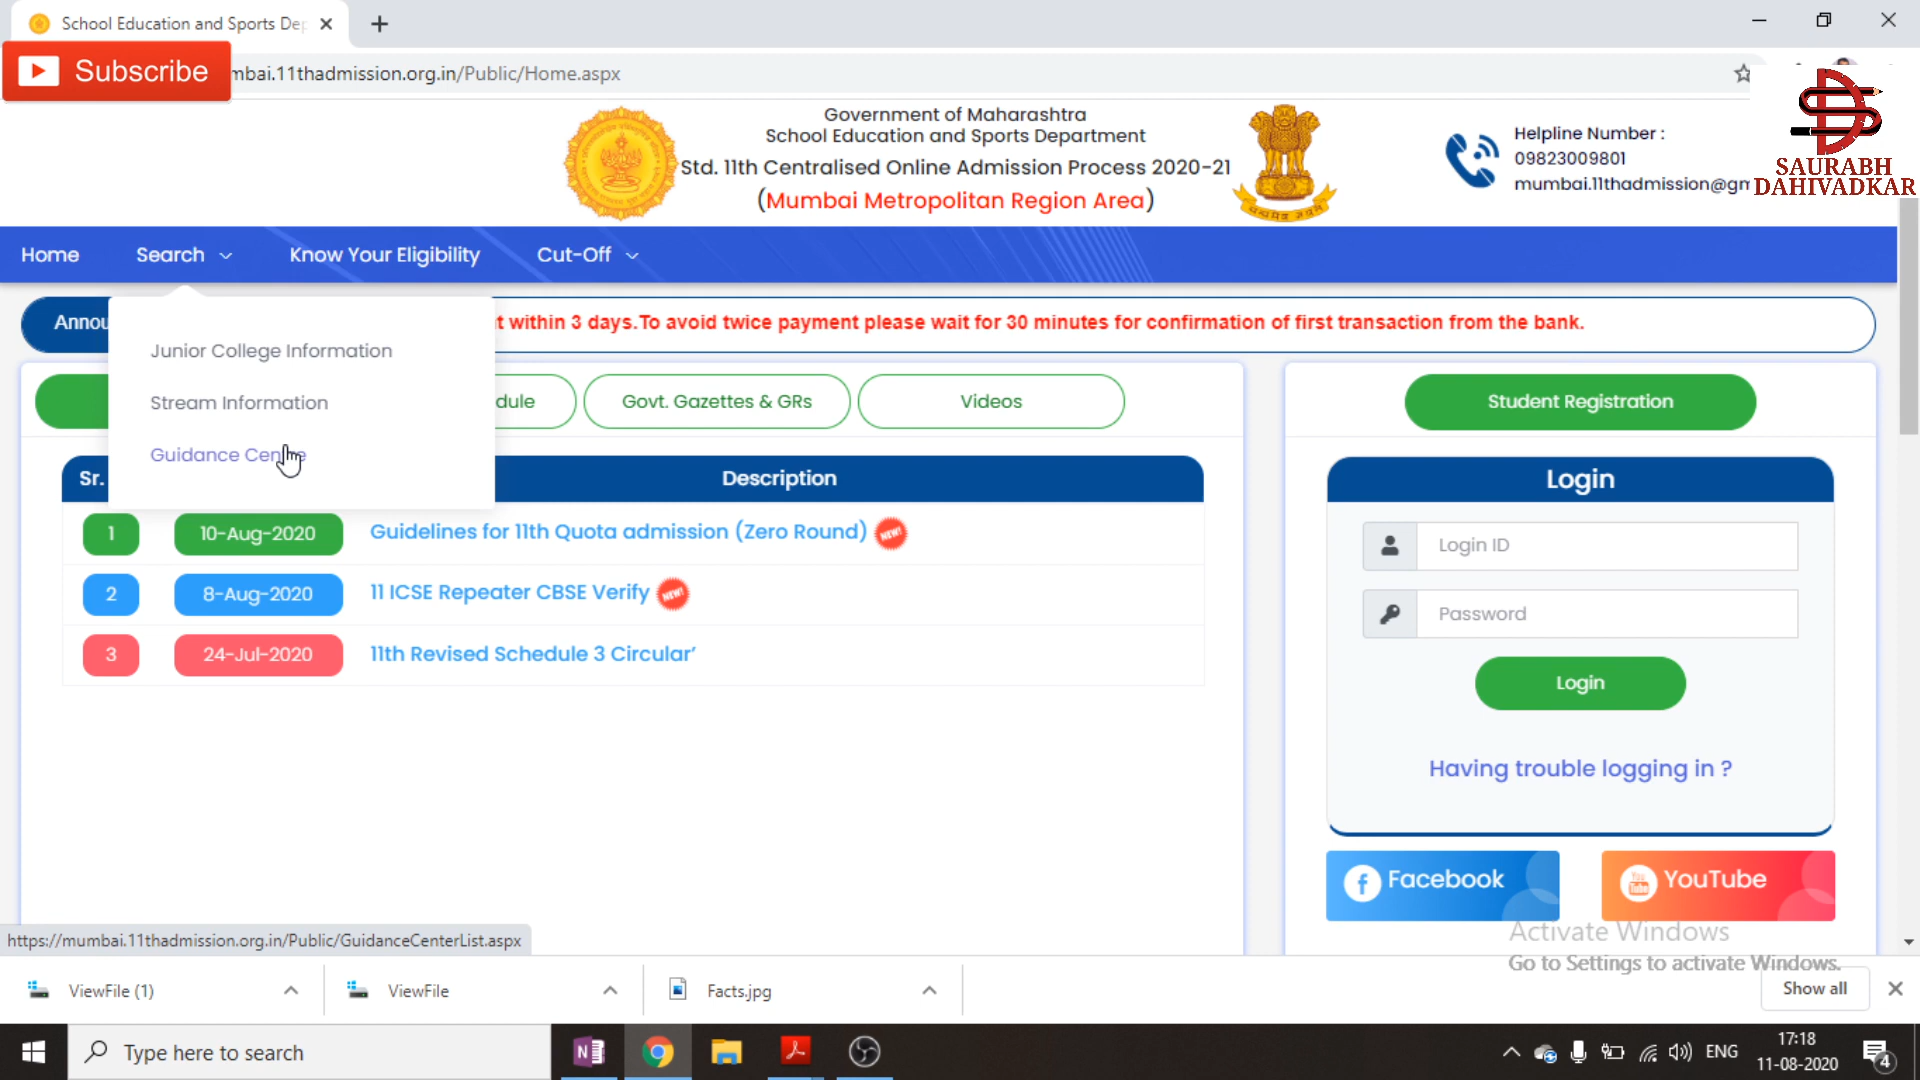 School Education and Sports De
Subscribe
mbai.11thadmission.org.in/Public/Home.aspx
Government of Maharashtra
School Education and Sports Department
Std. 11th Centralised Online Admission Process 2020-21
(Mumbai Metropolitan Region Area)
Helpline Number :
09823009801
mumbai.11thadmission@gm
SAURABH
DAHIVADKAR
Home Search Know Your Eligibility Cut-Off
Annou
t within 3 days.To avoid twice payment please wait for 30 minutes for confirmation of first transaction from the bank.
Junior College Information
Stream Information
Guidance Centre
dule Govt. Gazettes & GRs Videos
Student Registration
Sr. Description
Login
1 10-Aug-2020 Guidelines for 11th Quota admission (Zero Round) NEW!
Login ID
2 8-Aug-2020 11 ICSE Repeater CBSE Verify NEW!
Password
3 24-Jul-2020 11th Revised Schedule 3 Circular'
Login
Having trouble logging in ?
Facebook YouTube
Activate Windows
Go to Settings to activate Windows.
https://mumbai.11thadmission.org.in/Public/GuidanceCenterList.aspx
ViewFile (1) ViewFile Facts.jpg Show all
Type here to search
ENG
17:18
11-08-2020
4